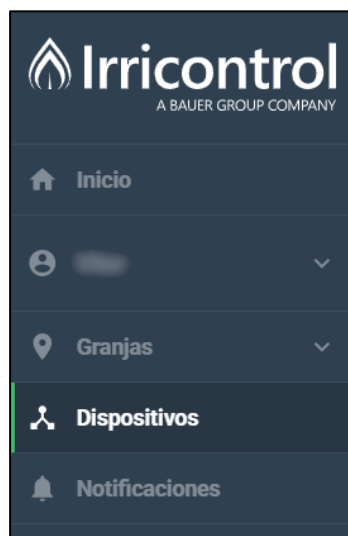 Irricontrol
A BAUER GROUP COMPANY
Inicio
Granjas
Dispositivos
Notificaciones